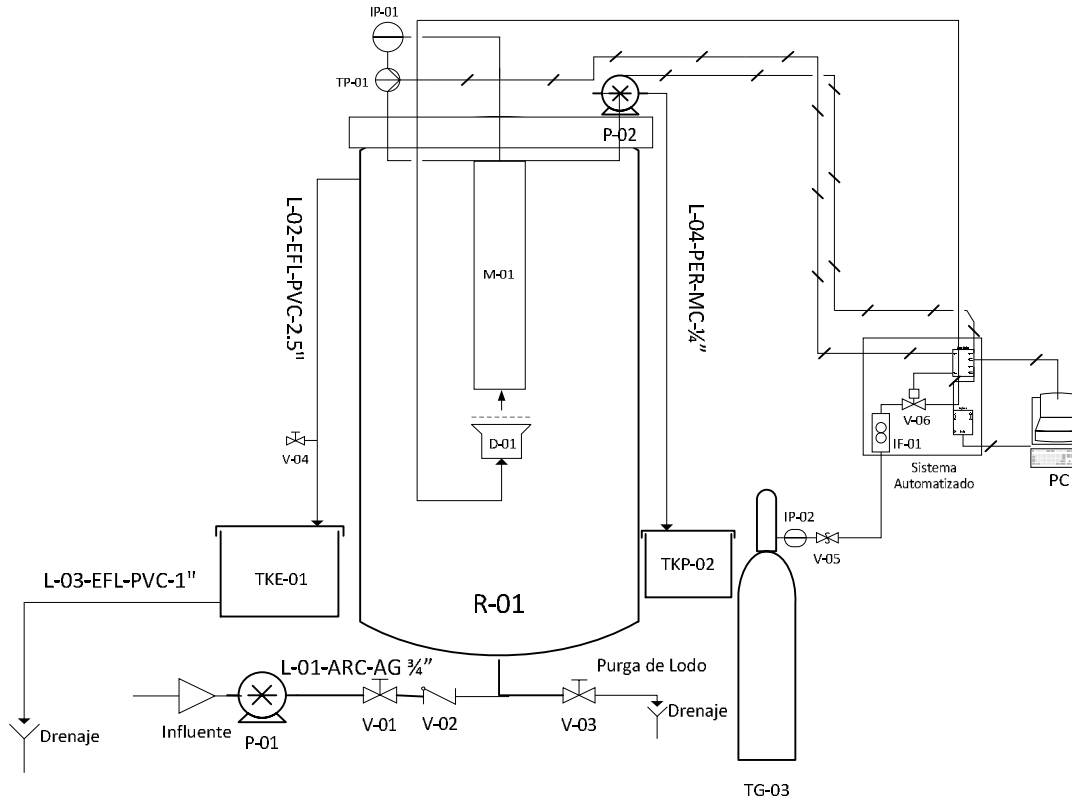 IP-01
TP-01
P-02
L-02-EFL-PVC-2.5"
M-01
L-04-PER-MC-¼”
D-01
V-04
V-06
IF-01
Sistema
Automatizado
PC
IP-02
V-05
TKE-01
TKP-02
L-03-EFL-PVC-1"
R-01
L-01-ARC-AG ¾”
Purga de Lodo
Influente
P-01
V-01
V-02
V-03
Drenaje
Drenaje
TG-03